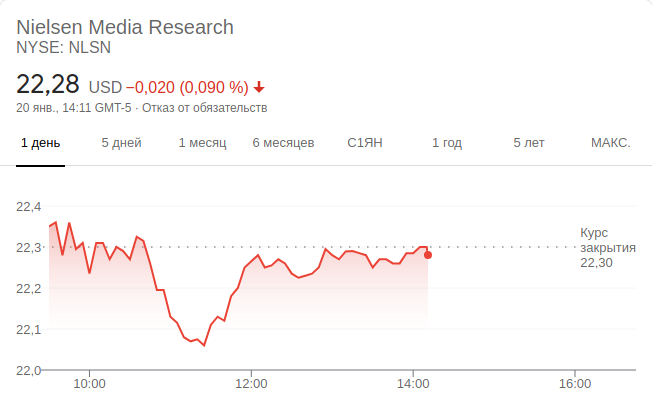 Nielsen Media Research
NYSE: NLSN
22,28 USD −0,020 (0,090 %)
20 янв., 14:11 GMT-5 · Отказ от обязательств
1 день 5 дней 1 месяц 6 месяцев С1ЯН 1 год 5 лет МАКС.
22,4
Курс
22,3 закрытия
22,30
22,2
22,1
22,0
10:00 12:00 14:00 16:00